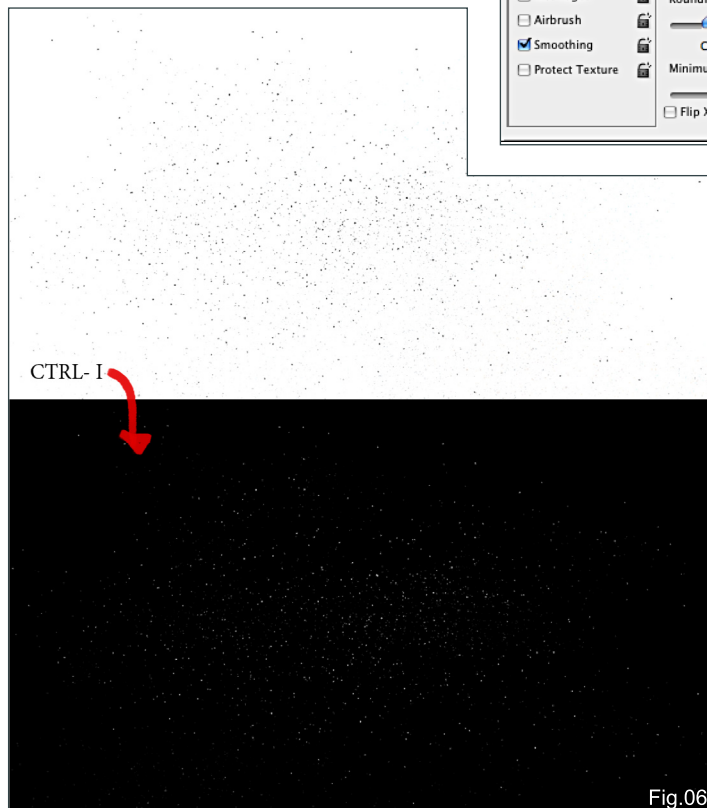 Airbrush
Smoothing
Protect Texture
Flip X
CTRL- I
Fig.06